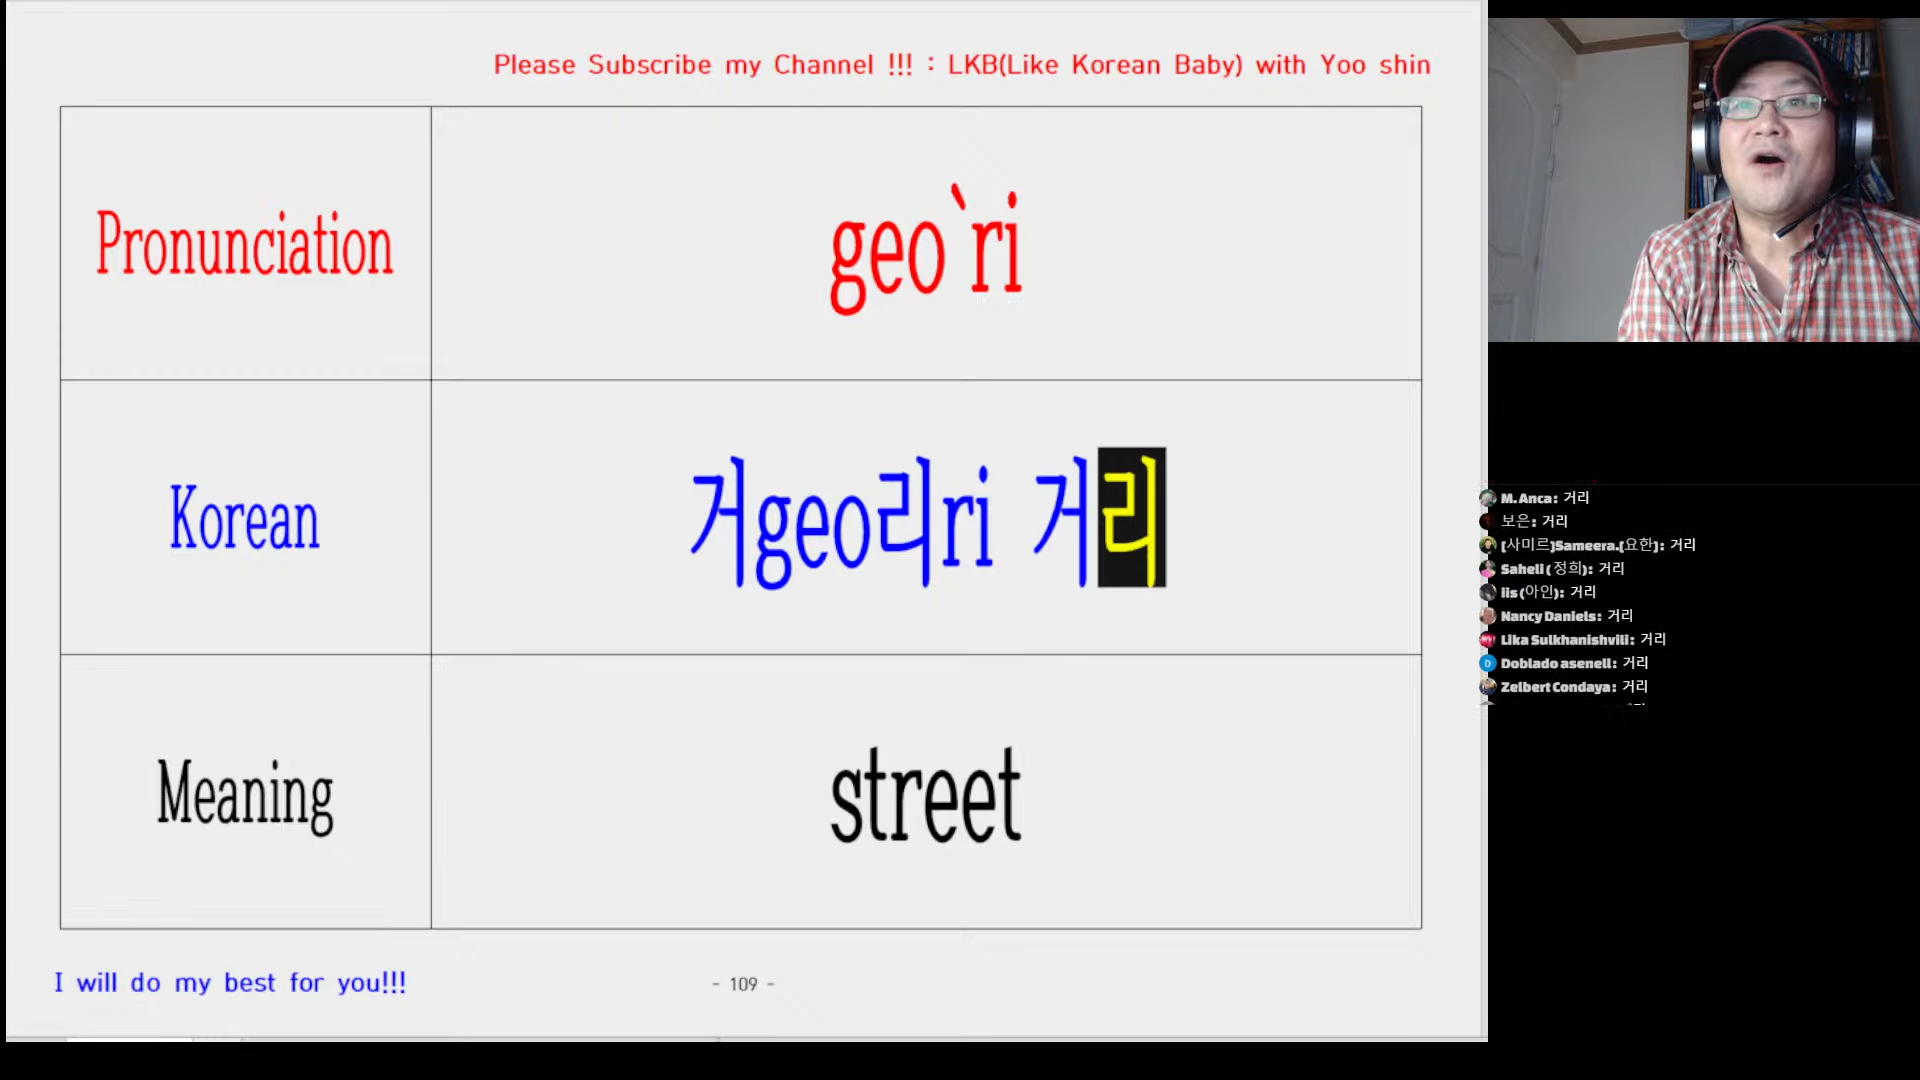 Please Subscribe my Channel !!! : LKB(Like Korean Baby) with Yoo shin
Pronunciation
geo`ri
Korean
거geo리ri 거리
Meaning
street
I will do my best for you!!!
- 109 -
M. Anca: 거리
보은: 거리
[사미르]Sameera.[요한]: 거리
Saheli ( 정희): 거리
iis (아인): 거리
Nancy Daniels: 거리
Lika Sulkhanishvili: 거리
D Doblado asenell: 거리
Zelbert Condaya: 거리